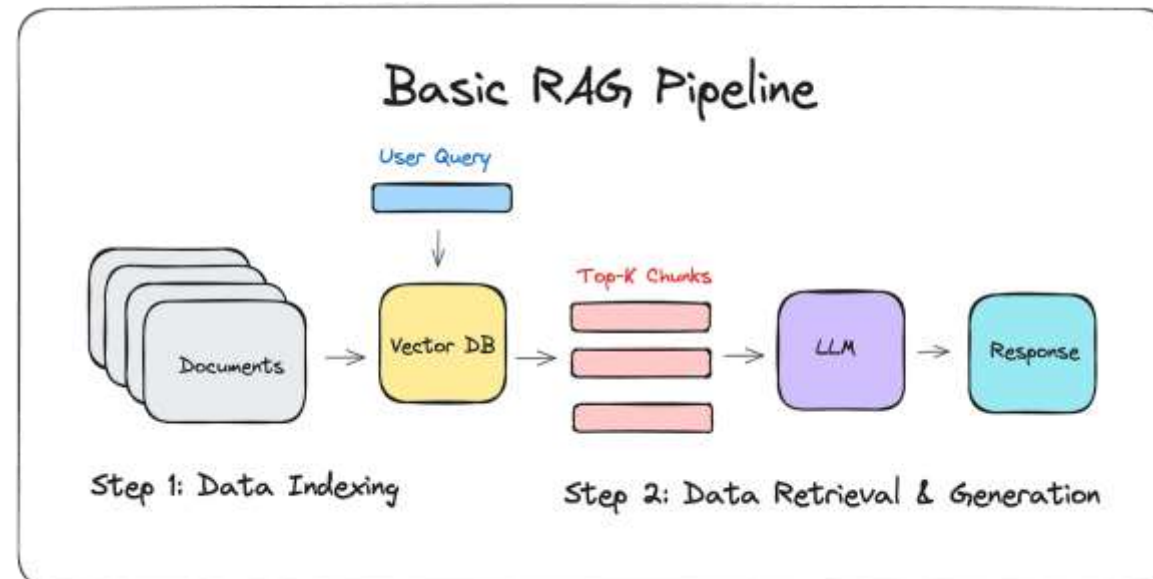 Basic RAG Pipeline
User Query
Top-K Chunks
Documents
Vector DB
LLM
Response
Step 1: Data Indexing
Step 2: Data Retrieval & Generation